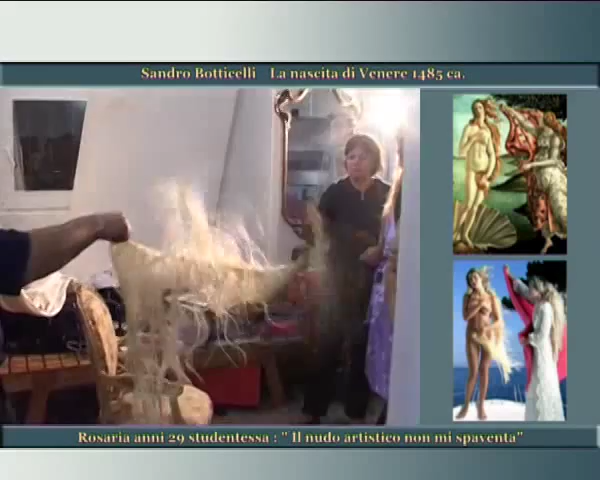 Sandro Botticelli La nascita di Venere 1485 ca.
Rosaria anni 29 studentessa : " Il nudo artistico non mi spaventa"